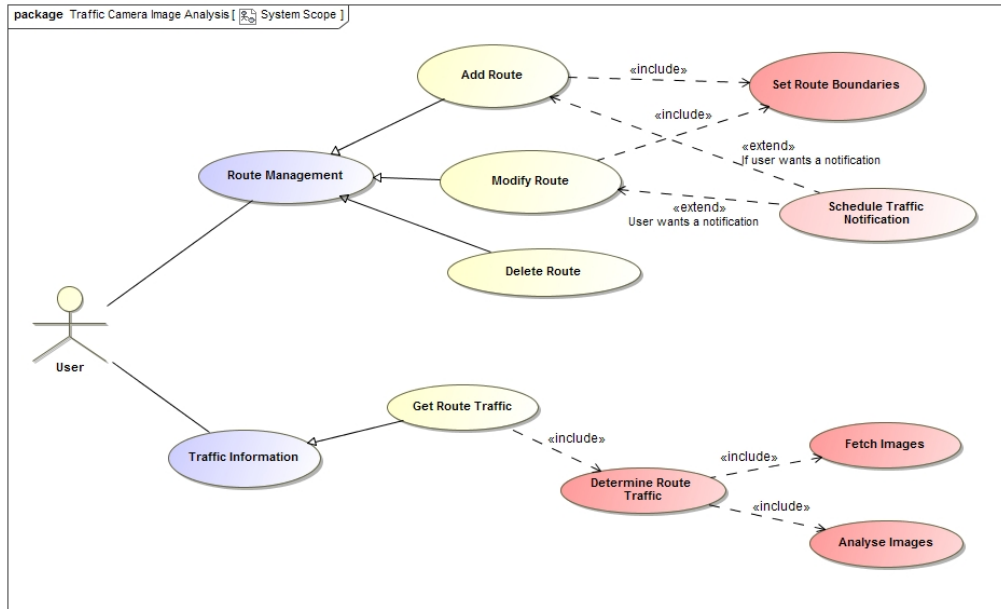 package Traffic Camera Image Analysis [ System Scope ]
Add Route
«include»
Set Route Boundaries
«include»
«extend»
If user wants a notification
Route Management
Modify Route
«extend»
User wants a notification
Schedule Traffic
Notification
Delete Route
User
Get Route Traffic
«include»
Traffic Information
Determine Route
Traffic
«include»
Fetch Images
«include»
Analyse Images